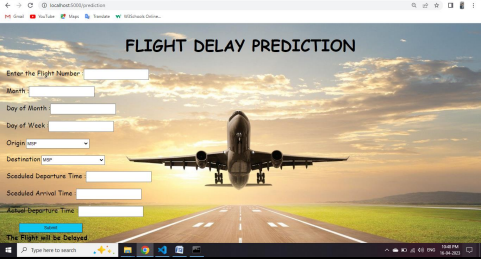 localhost:5000/prediction
Gmail YouTube Maps Translate W3Schools Online...
FLIGHT DELAY PREDICTION
Enter the Flight Number :
Month :
Day of Month :
Day of Week :
Origin MSP
Destination MSP
Sceduled Departure Time :
Sceduled Arrival Time :
Actual Departure Time :
Submit
The Flight will be Delayed
Type here to search
ENG
10:40 PM
16-04-2023